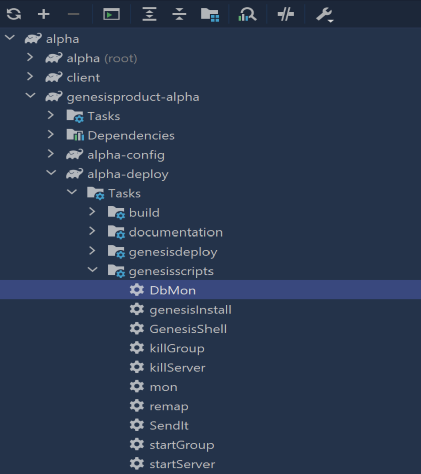 alpha
alpha (root)
client
genesisproduct-alpha
Tasks
Dependencies
alpha-config
alpha-deploy
Tasks
build
documentation
genesisdeploy
genesisscripts
DbMon
genesisInstall
GenesisShell
killGroup
killServer
mon
remap
SendIt
startGroup
startServer